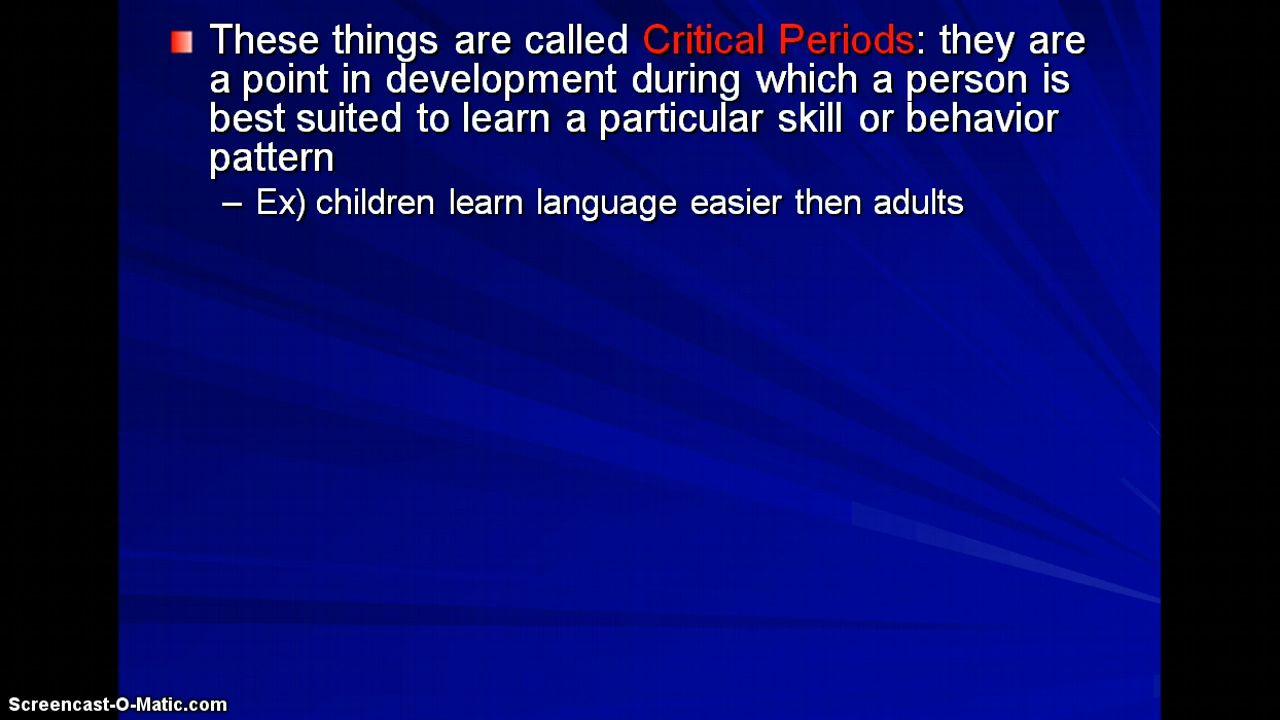 These things are called Critical Periods: they are
a point in development during which a person is
best suited to learn a particular skill or behavior
pattern
– Ex) children learn language easier then adults
Screencast-O-Matic.com